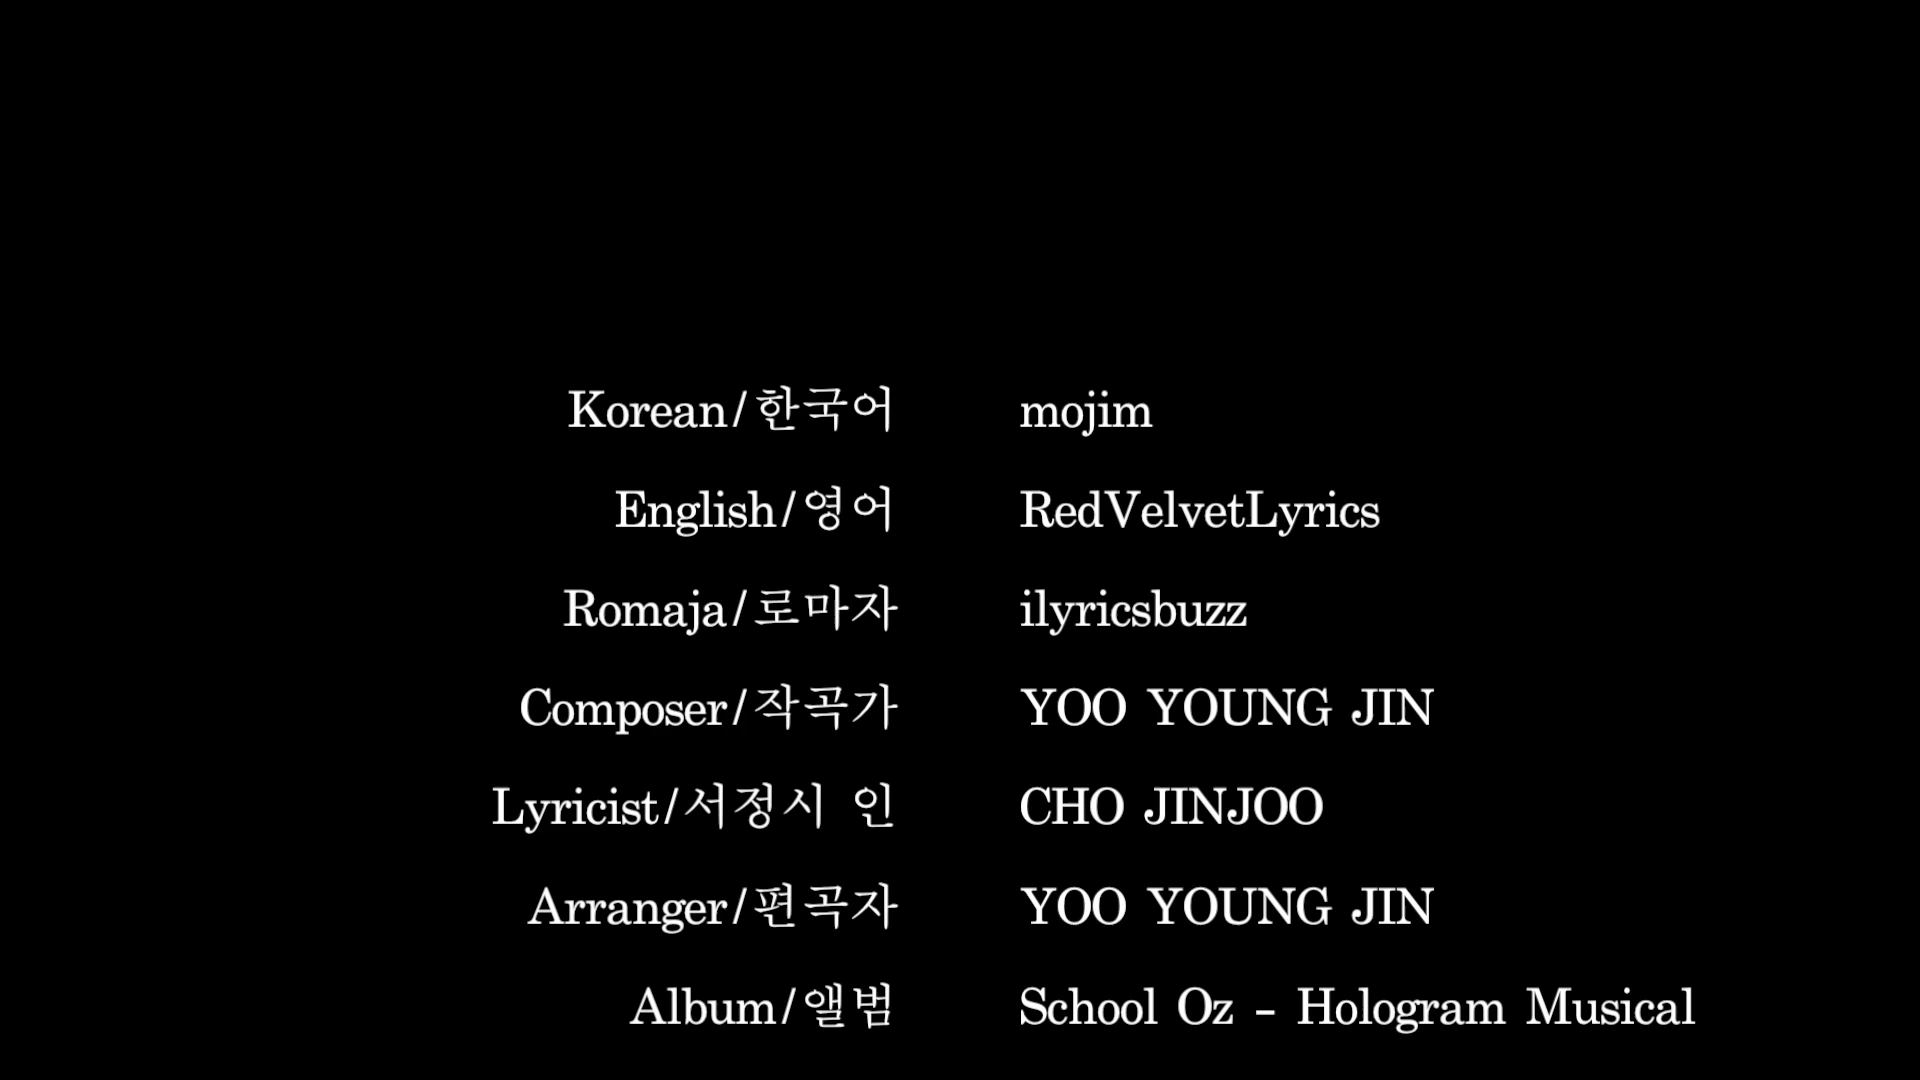 Korean/한국어 mojim
English/영어 RedVelvetLyrics
Romaja/로마자 ilyricsbuzz
Composer/작곡가 YOO YOUNG JIN
Lyricist/서정시 인 CHO JINJOO
Arranger/편곡자 YOO YOUNG JIN
Album/앨범 School Oz - Hologram Musical